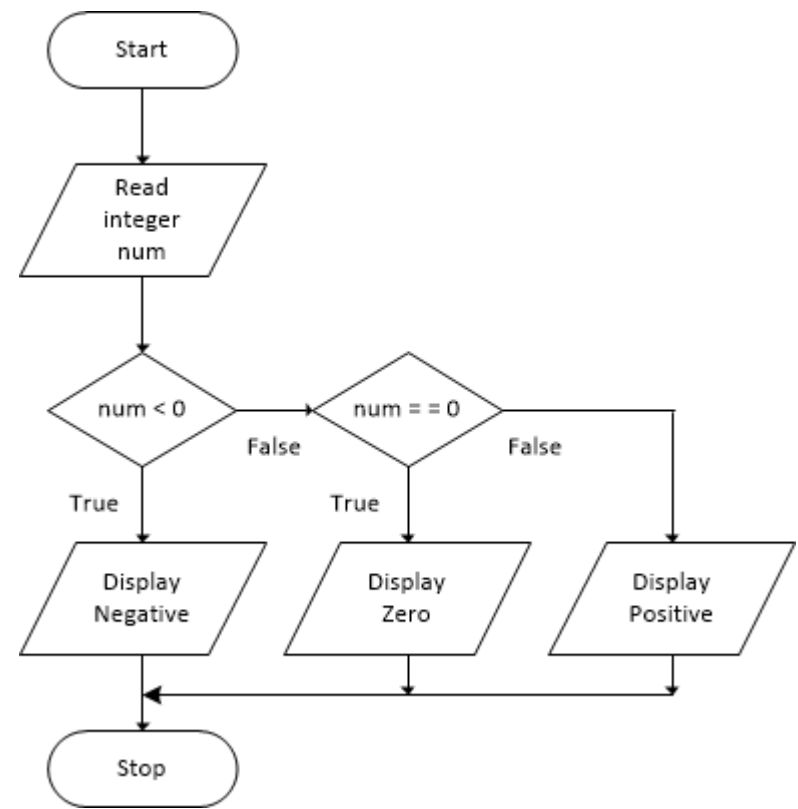 Start
Read
integer
num
num < 0
num = = 0
False
False
True
True
Display
Negative
Display
Zero
Display
Positive
Stop